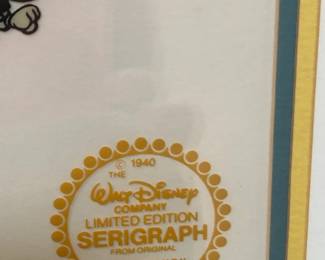 © 1940
THE
Walt Disney
COMPANY
LIMITED EDITION
SERIGRAPH
FROM ORIGINAL